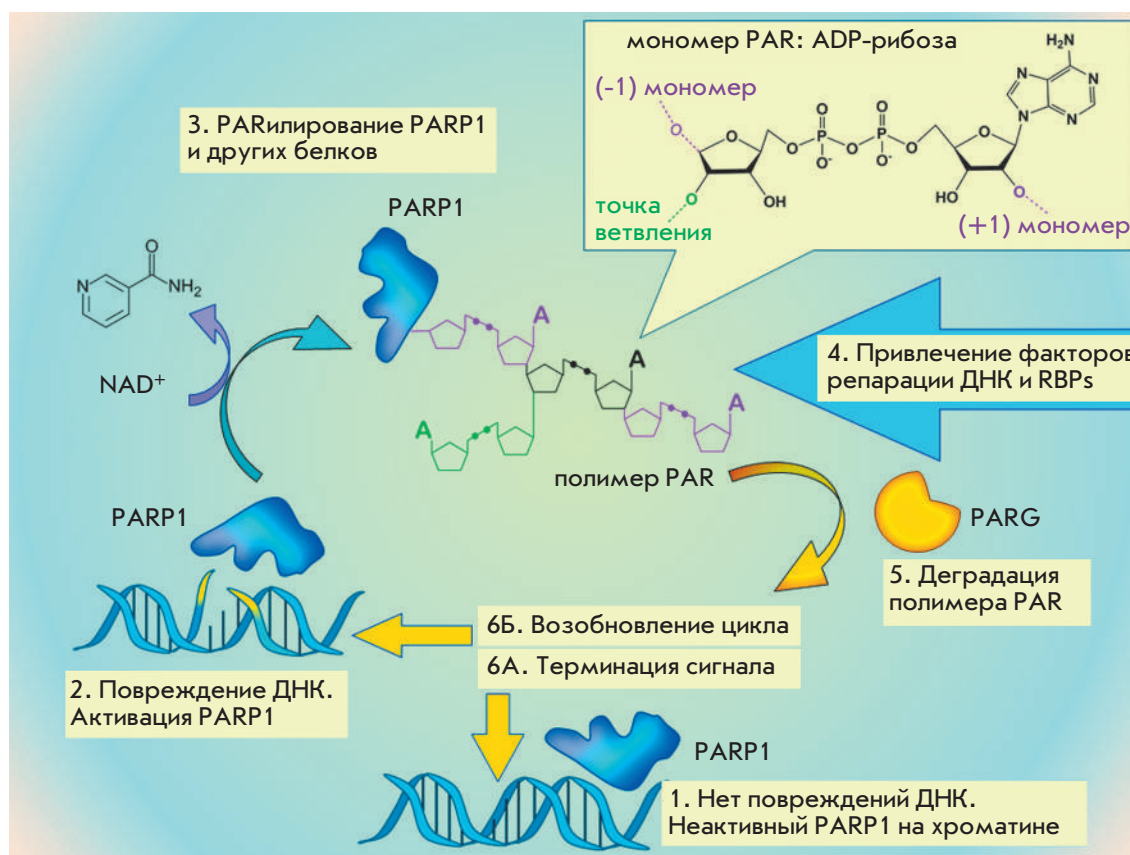 мономер PAR: ADP-рибоза
(-1) мономер
NH₂
H₂N
N
N
N
N
O
O
O
O
P
O
P
O
O
O⁻
O⁻
O
OH
HO
O
точка
ветвления
(+1) мономер
3. PARилирование PARP1
и других белков
PARP1
O
N
NH₂
NAD⁺
A
A
A
A
полимер PAR
4. Привлечение факторов
репарации ДНК и RBPs
PARG
5. Деградация
полимера PAR
PARP1
2. Повреждение ДНК.
Активация PARP1
6Б. Возобновление цикла
6А. Терминация сигнала
PARP1
1. Нет повреждений ДНК.
Неактивный PARP1 на хроматине